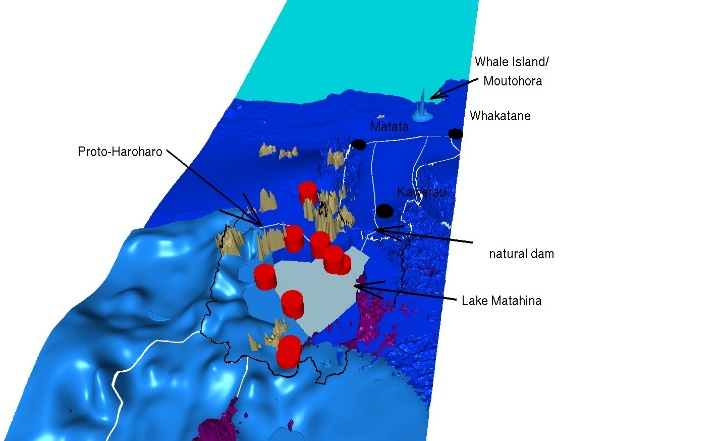 Whale Island/
Moutohora
Whakatane
Matata
Proto-Haroharo
Kawerau
natural dam
Lake Matahina